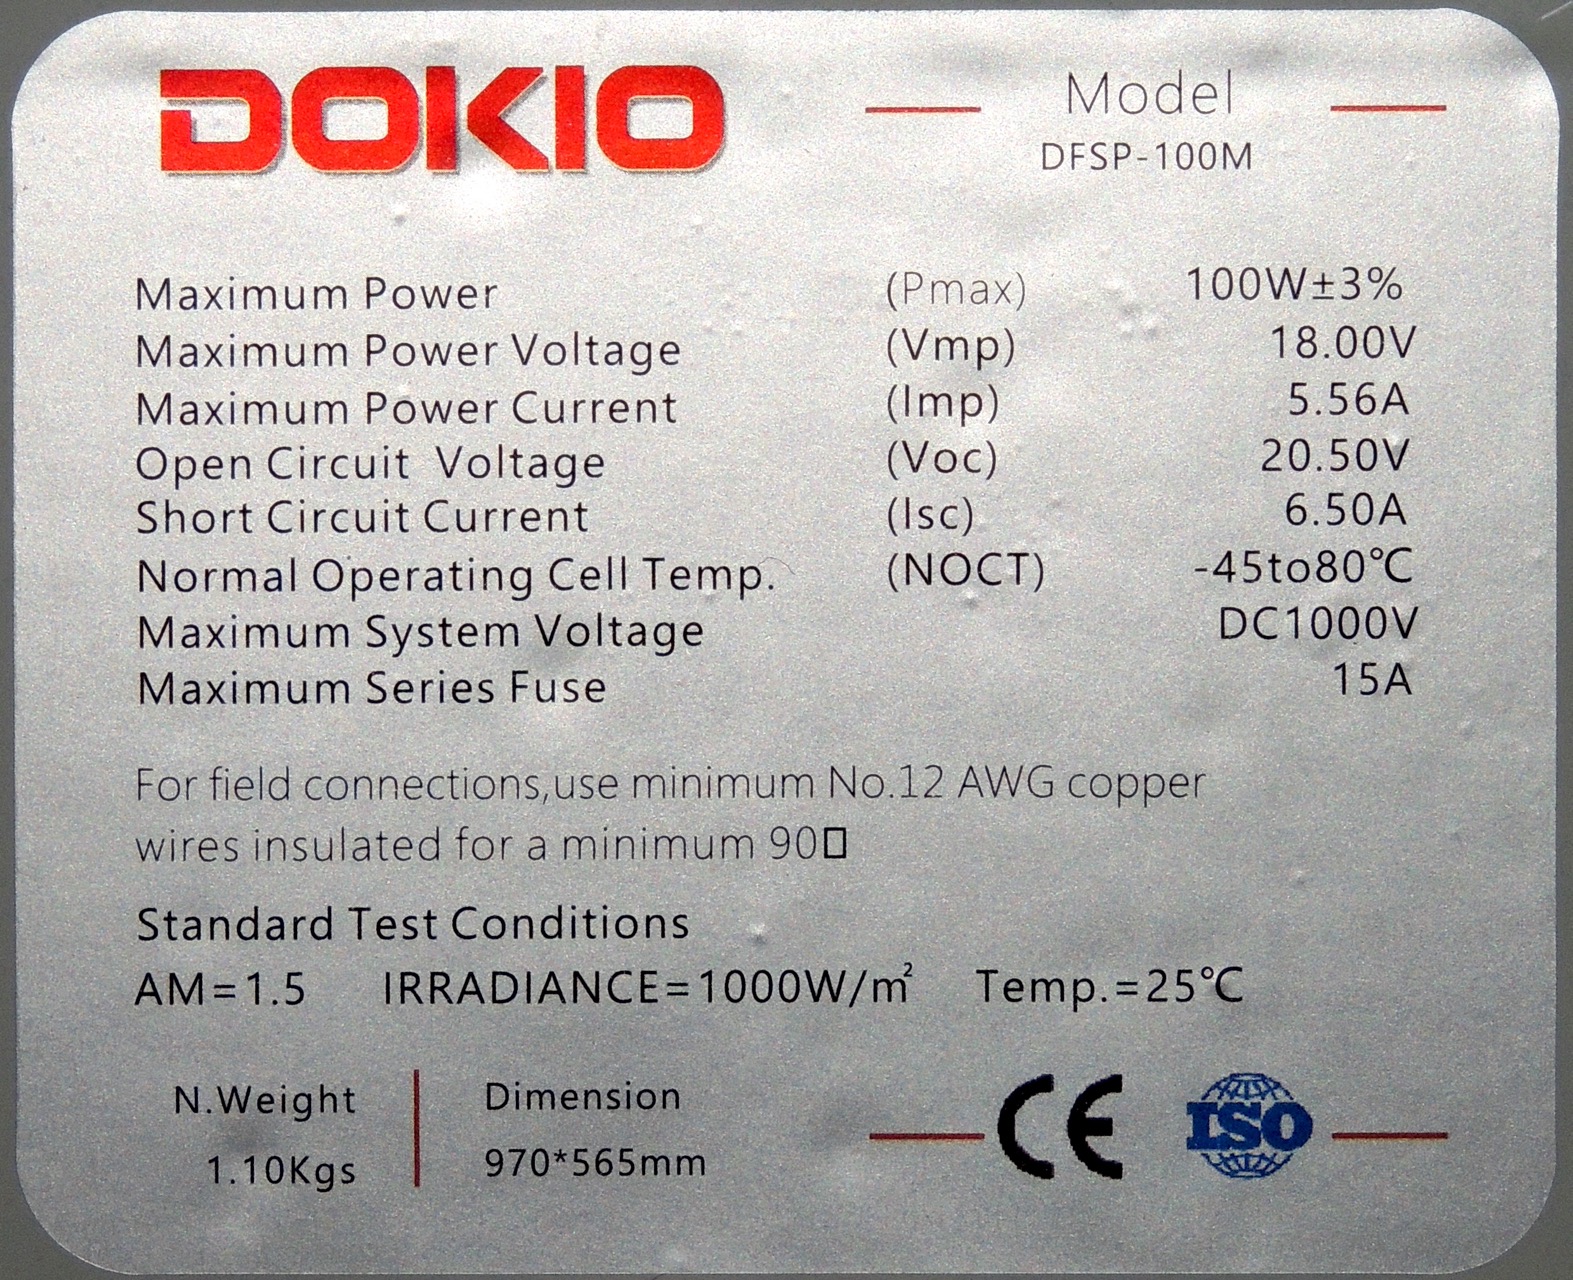 DOKIO
Model
DFSP-100M
Maximum Power (Pmax) 100W±3%
Maximum Power Voltage (Vmp) 18.00V
Maximum Power Current (Imp) 5.56A
Open Circuit Voltage (Voc) 20.50V
Short Circuit Current (Isc) 6.50A
Normal Operating Cell Temp. (NOCT) -45to80℃
Maximum System Voltage DC1000V
Maximum Series Fuse 15A
For field connections,use minimum No.12 AWG copper
wires insulated for a minimum 90□
Standard Test Conditions
AM=1.5 IRRADIANCE=1000W/m² Temp.=25℃
N.Weight
1.10Kgs
Dimension
970*565mm
CE ISO